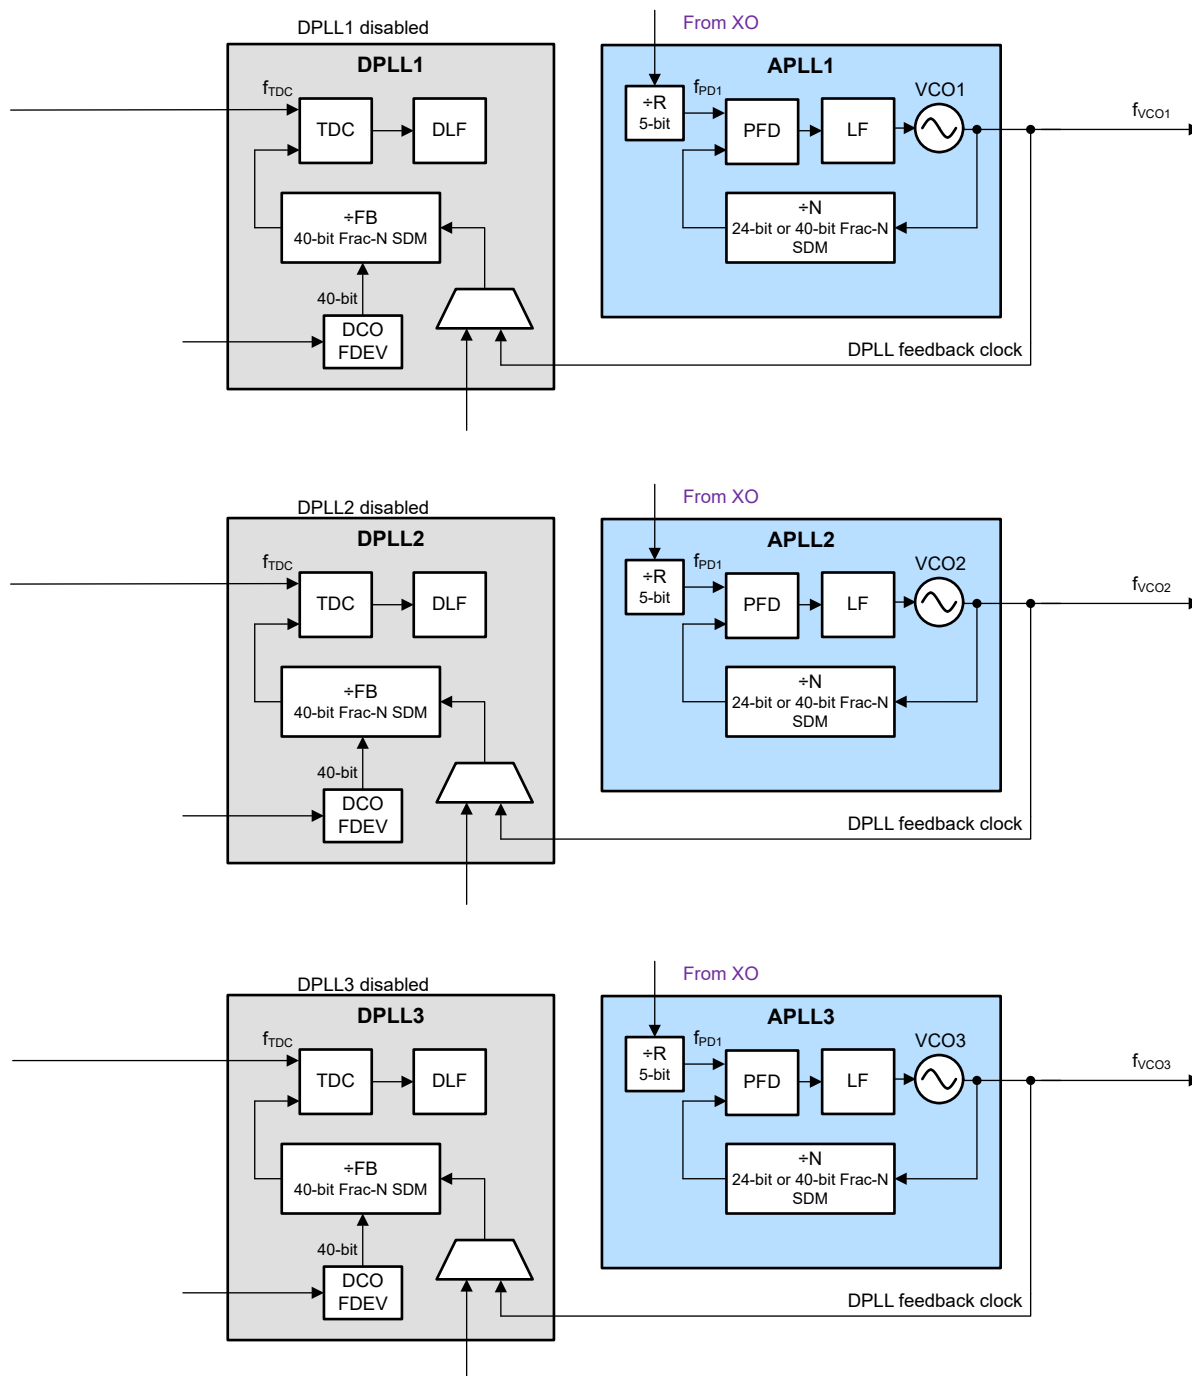 DPLL1 disabled
From XO
DPLL1
APLL1
fTDC
TDC
DLF
÷R
5-bit
fPD1
PFD
LF
VCO1
fVCO1
÷FB
40-bit Frac-N SDM
÷N
24-bit or 40-bit Frac-N
SDM
40-bit
DCO
FDEV
DPLL feedback clock
DPLL2 disabled
From XO
DPLL2
APLL2
fTDC
TDC
DLF
÷R
5-bit
fPD1
PFD
LF
VCO2
fVCO2
÷FB
40-bit Frac-N SDM
÷N
24-bit or 40-bit Frac-N
SDM
40-bit
DCO
FDEV
DPLL feedback clock
DPLL3 disabled
From XO
DPLL3
APLL3
fTDC
TDC
DLF
÷R
5-bit
fPD1
PFD
LF
VCO3
fVCO3
÷FB
40-bit Frac-N SDM
÷N
24-bit or 40-bit Frac-N
SDM
40-bit
DCO
FDEV
DPLL feedback clock